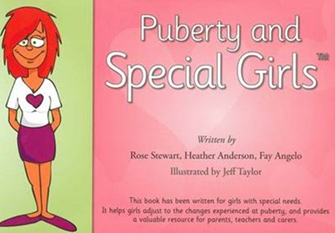 Puberty and
Special Girls™
Written by
Rose Stewart, Heather Anderson, Fay Angelo
Illustrated by Jeff Taylor
This book has been written for girls with special needs.
It helps girls adjust to the changes experienced at puberty, and provides
a valuable resource for parents, teachers and carers.